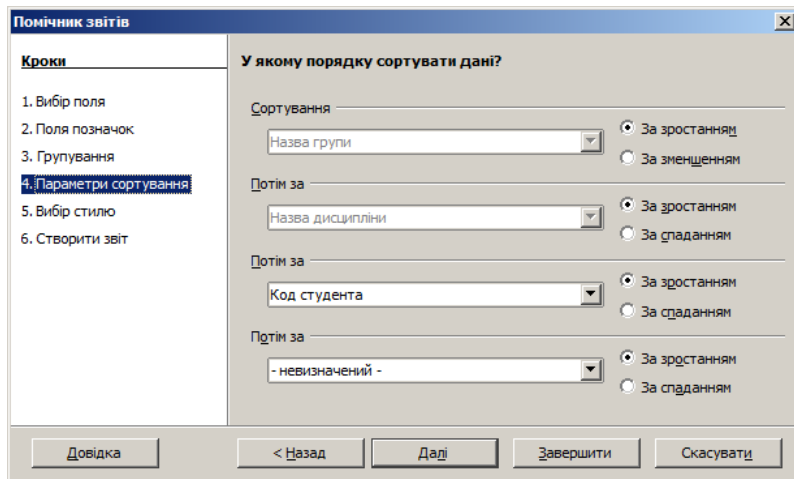 Помічник звітів
Кроки
1. Вибір поля
2. Поля позначок
3. Групування
4. Параметри сортування
5. Вибір стилю
6. Створити звіт
У якому порядку сортувати дані?
Сортування
Назва групи
За зростанням
За зменшенням
Потім за
Назва дисципліни
За зростанням
За спаданням
Потім за
Код студента
За зростанням
За спаданням
Потім за
- невизначений -
За зростанням
За спаданням
Довідка
< Назад
Далі
Завершити
Скасувати